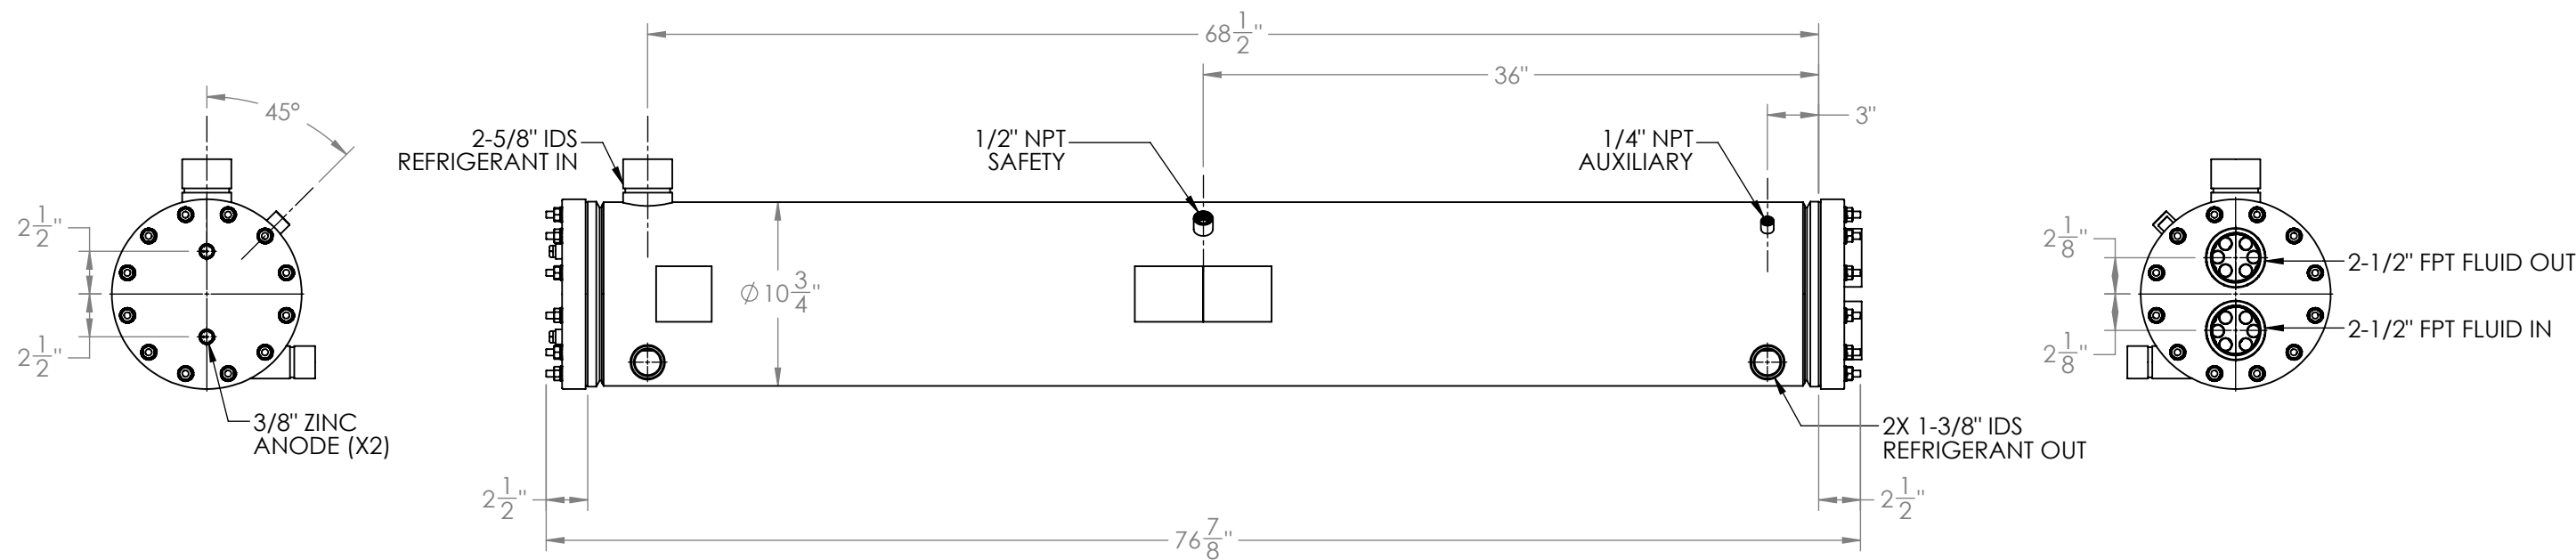 45°
2 1/2"
2 1/2"
3/8" ZINC
ANODE (X2)
68 1/2"
36"
3"
2-5/8" IDS
REFRIGERANT IN
1/2" NPT
SAFETY
1/4" NPT
AUXILIARY
Ø10 3/4"
2X 1-3/8" IDS
REFRIGERANT OUT
2 1/2"
2 1/2"
76 7/8"
2 1/8"
2 1/8"
2-1/2" FPT FLUID OUT
2-1/2" FPT FLUID IN